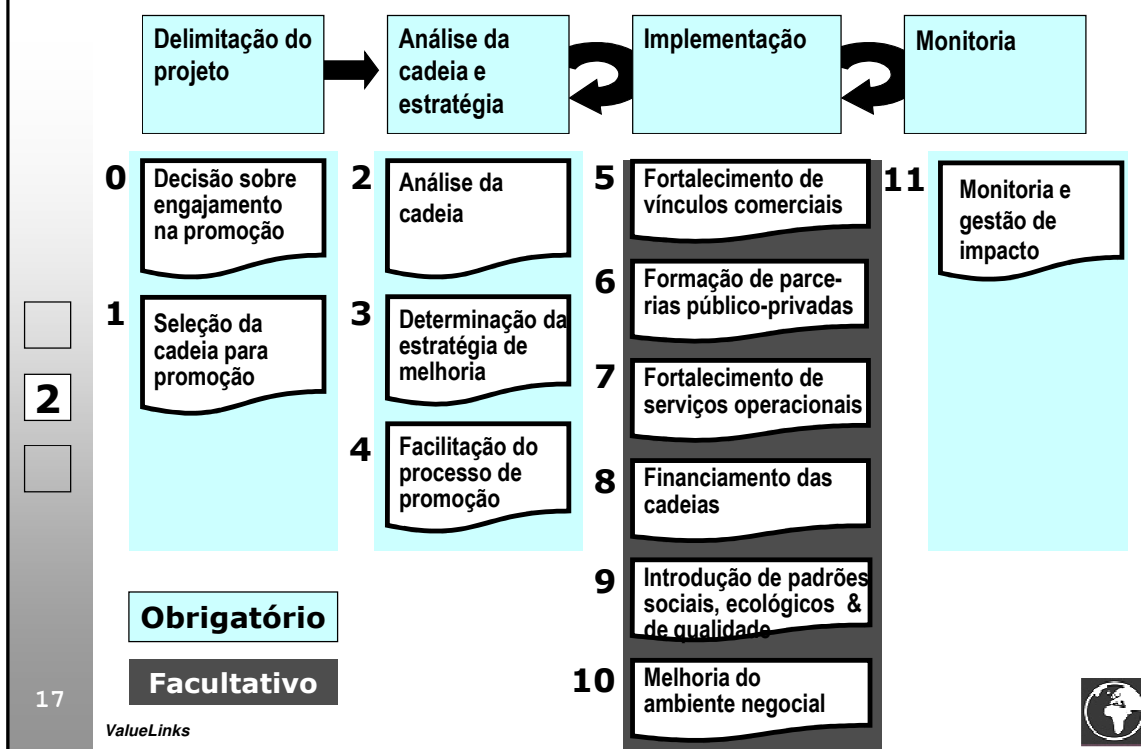 Delimitação do
projeto
Análise da
cadeia e
estratégia
Implementação
Monitoria
0
Decisão sobre
engajamento
na promoção
1
Seleção da
cadeia para
promoção
2
Análise da
cadeia
3
Determinação da
estratégia de
melhoria
4
Facilitação do
processo de
promoção
5
Fortalecimento de
vínculos comerciais
6
Formação de parce-
rias público-privadas
7
Fortalecimento de
serviços operacionais
8
Financiamento das
cadeias
9
Introdução de padrões
sociais, ecológicos &
de qualidade
10
Melhoria do
ambiente negocial
11
Monitoria e
gestão de
impacto
2
Obrigatório
Facultativo
17
ValueLinks